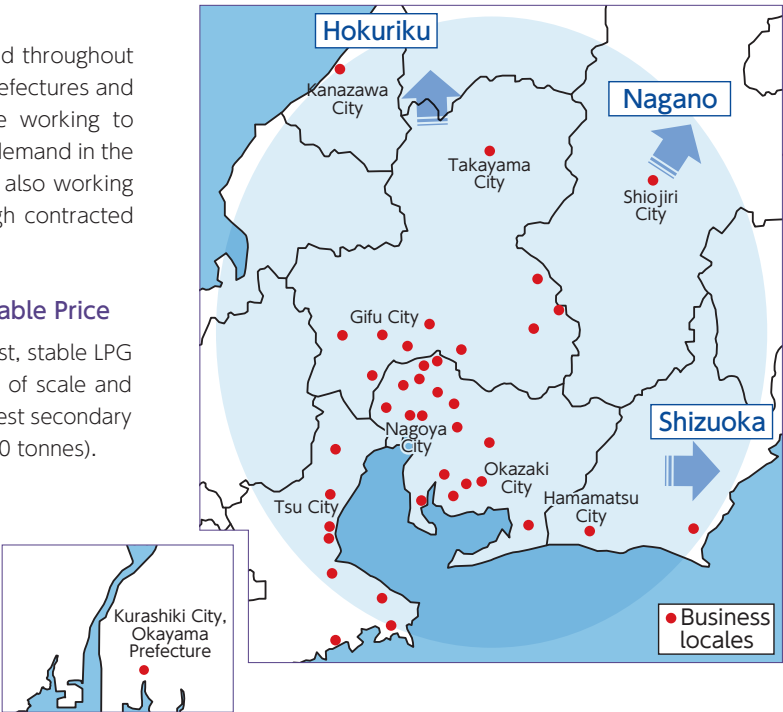 d throughout
refectures and
e working to
demand in the
also working
gh contracted
able Price
st, stable LPG
of scale and
est secondary
0 tonnes).
Hokuriku
Kanazawa
City
Nagano
Takayama
City
Shiojiri
City
Gifu City
Nagoya
City
Shizuoka
Okazaki
City
Hamamatsu
City
Tsu City
Kurashiki City,
Okayama
Prefecture
Business
locales